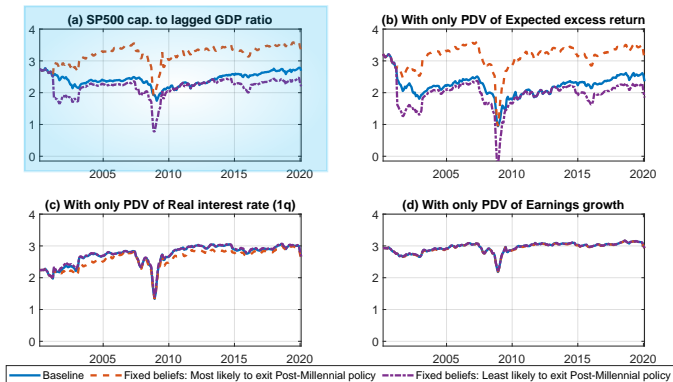 (a) SP500 cap. to lagged GDP ratio
4
3
2
1
0
2005 2010 2015 2020
(b) With only PDV of Expected excess return
4
3
2
1
0
2005 2010 2015 2020
(c) With only PDV of Real interest rate (1q)
4
3
2
1
0
2005 2010 2015 2020
(d) With only PDV of Earnings growth
4
3
2
1
0
2005 2010 2015 2020
Baseline Fixed beliefs: Most likely to exit Post-Millennial policy Fixed beliefs: Least likely to exit Post-Millennial policy